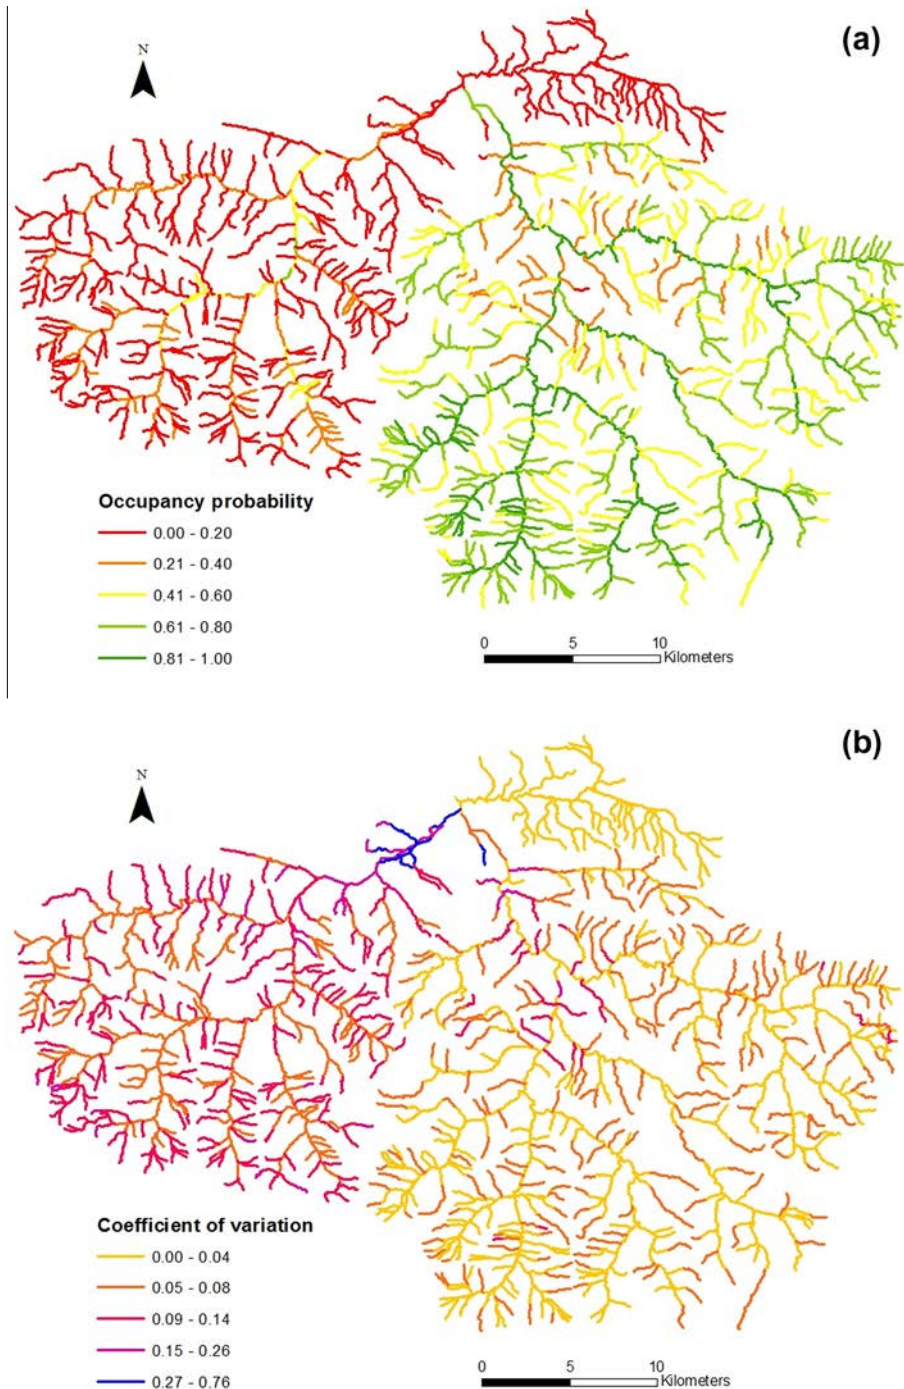 (a)
N
Occupancy probability
0.00 - 0.20
0.21 - 0.40
0.41 - 0.60
0.61 - 0.80
0.81 - 1.00
0 5 10
Kilometers
(b)
N
Coefficient of variation
0.00 - 0.04
0.05 - 0.08
0.09 - 0.14
0.15 - 0.26
0.27 - 0.76
0 5 10
Kilometers